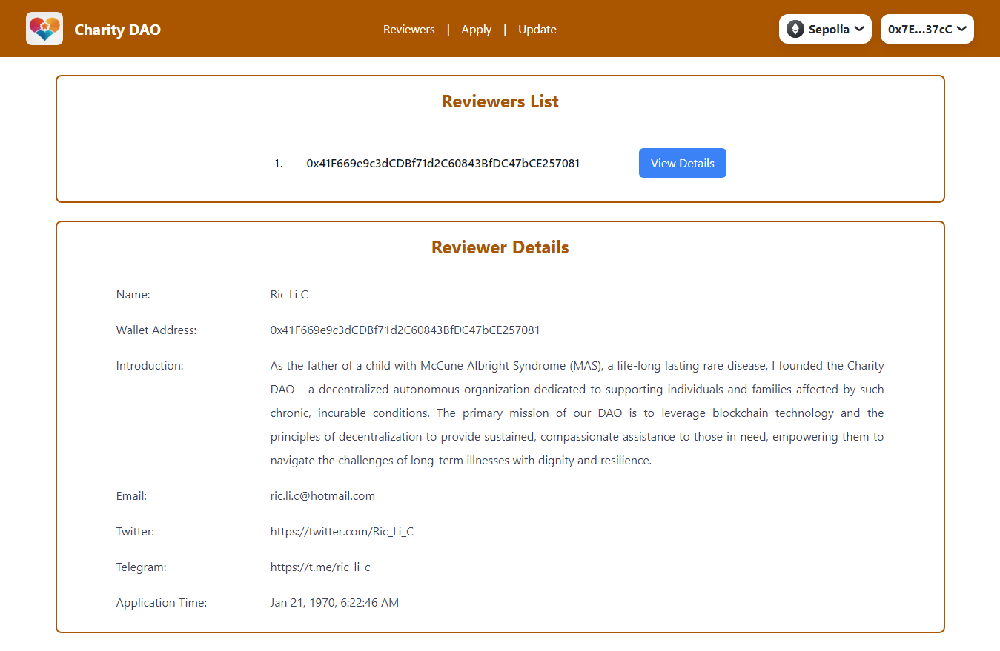 Charity DAO
Reviewers | Apply | Update
Sepolia
0x7E...37cC
Reviewers List
1. 0x41F669e9c3dCDBf71d2C60843BfDC47bCE257081 View Details
Reviewer Details
Name: Ric Li C
Wallet Address: 0x41F669e9c3dCDBf71d2C60843BfDC47bCE257081
Introduction: As the father of a child with McCune Albright Syndrome (MAS), a life-long lasting rare disease, I founded the Charity
DAO - a decentralized autonomous organization dedicated to supporting individuals and families affected by such
chronic, incurable conditions. The primary mission of our DAO is to leverage blockchain technology and the
principles of decentralization to provide sustained, compassionate assistance to those in need, empowering them to
navigate the challenges of long-term illnesses with dignity and resilience.
Email: ric.li.c@hotmail.com
Twitter: https://twitter.com/Ric_Li_C
Telegram: https://t.me/ric_li_c
Application Time: Jan 21, 1970, 6:22:46 AM